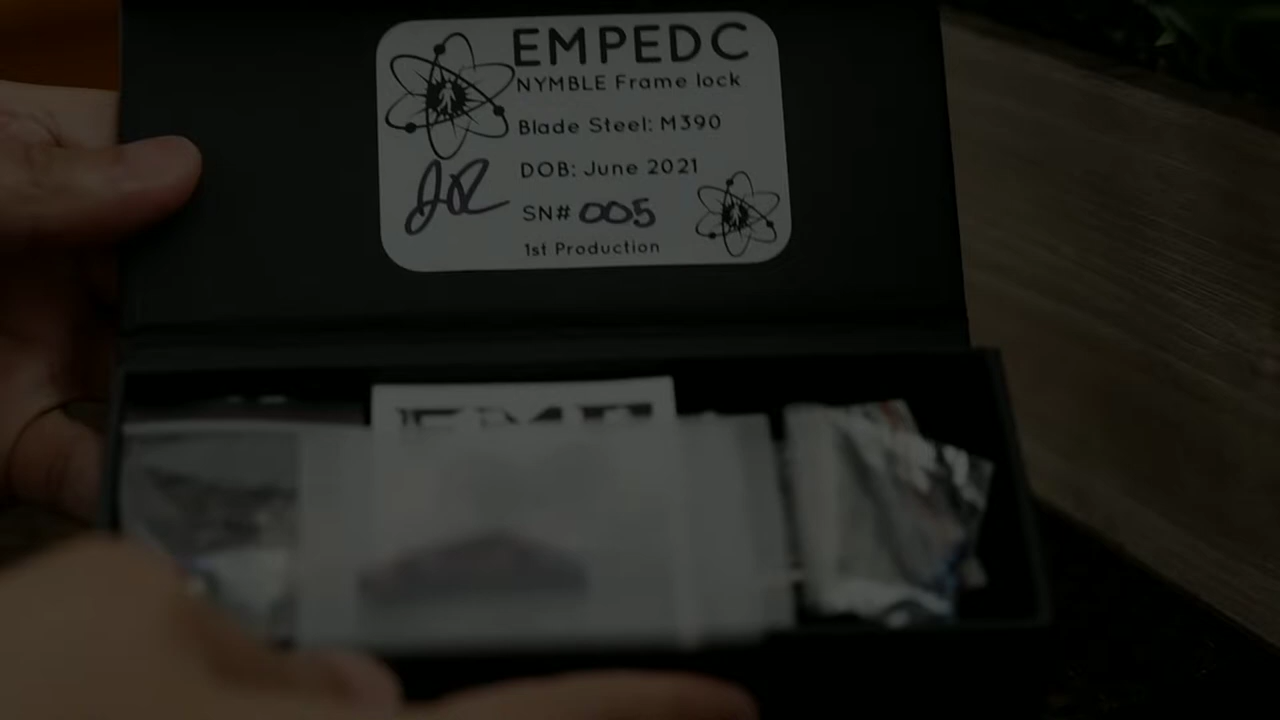 EMPEDC
NYMBLE Frame lock
Blade Steel: M390
DOB: June 2021
SN# 005
1st Production